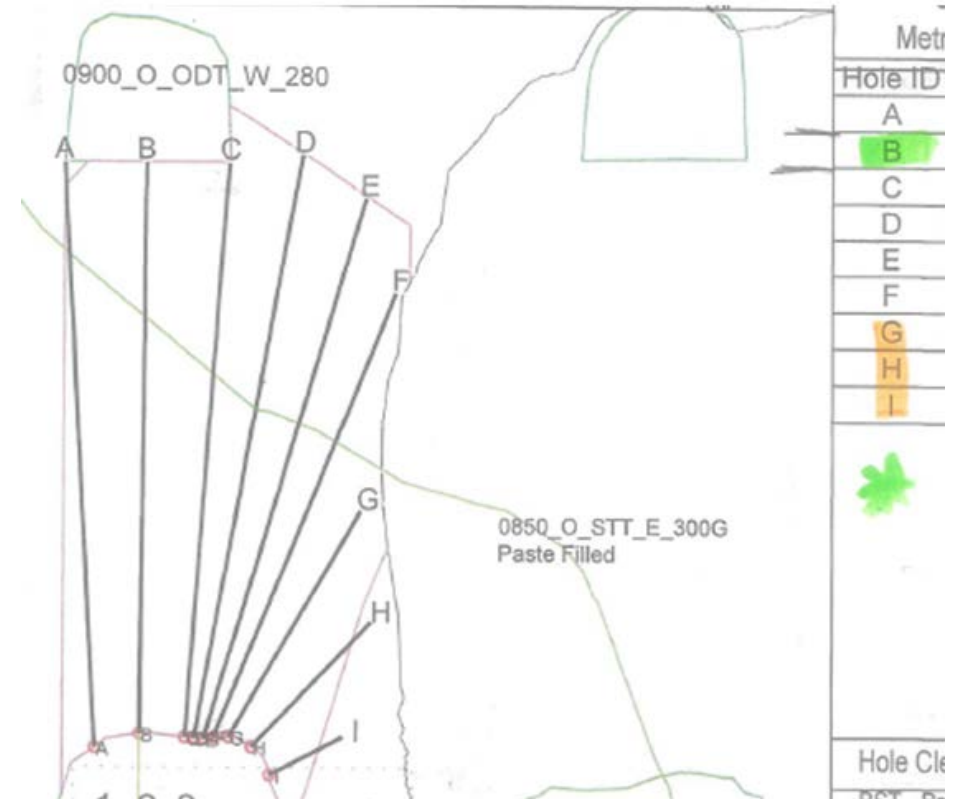 Metr
Hole ID
0900_O_ODT_W_280
A B C D
E
F
G
H
I
A
B
C
D
E
F
G
H
I
0850_O_STT_E_300G
Paste Filled
A B G H I
Hole Cle